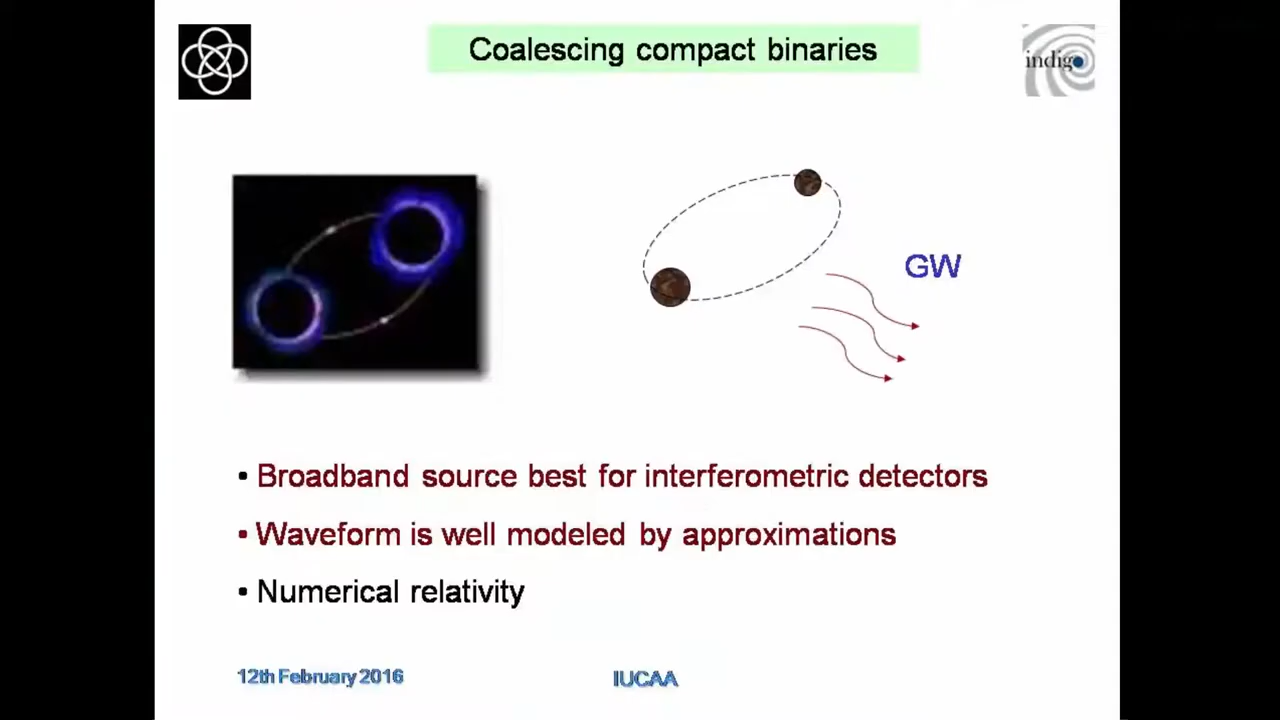 Coalescing compact binaries
indigo
GW
• Broadband source best for interferometric detectors
• Waveform is well modeled by approximations
• Numerical relativity
12th February 2016
IUCAA